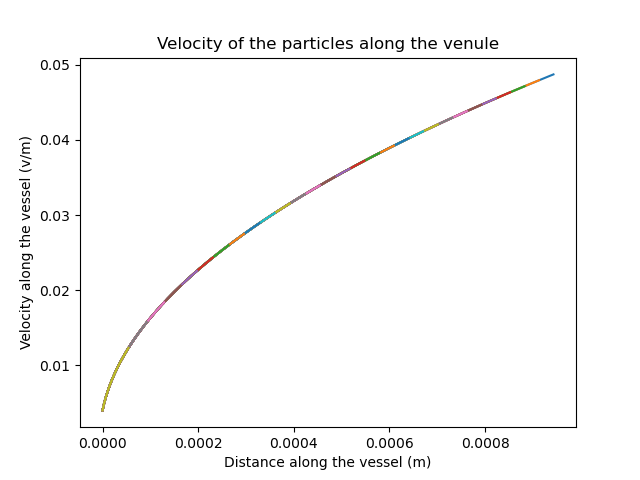 Velocity of the particles along the venule
Velocity along the vessel (v/m)
0.05
0.04
0.03
0.02
0.01
0.0000 0.0002 0.0004 0.0006 0.0008
Distance along the vessel (m)